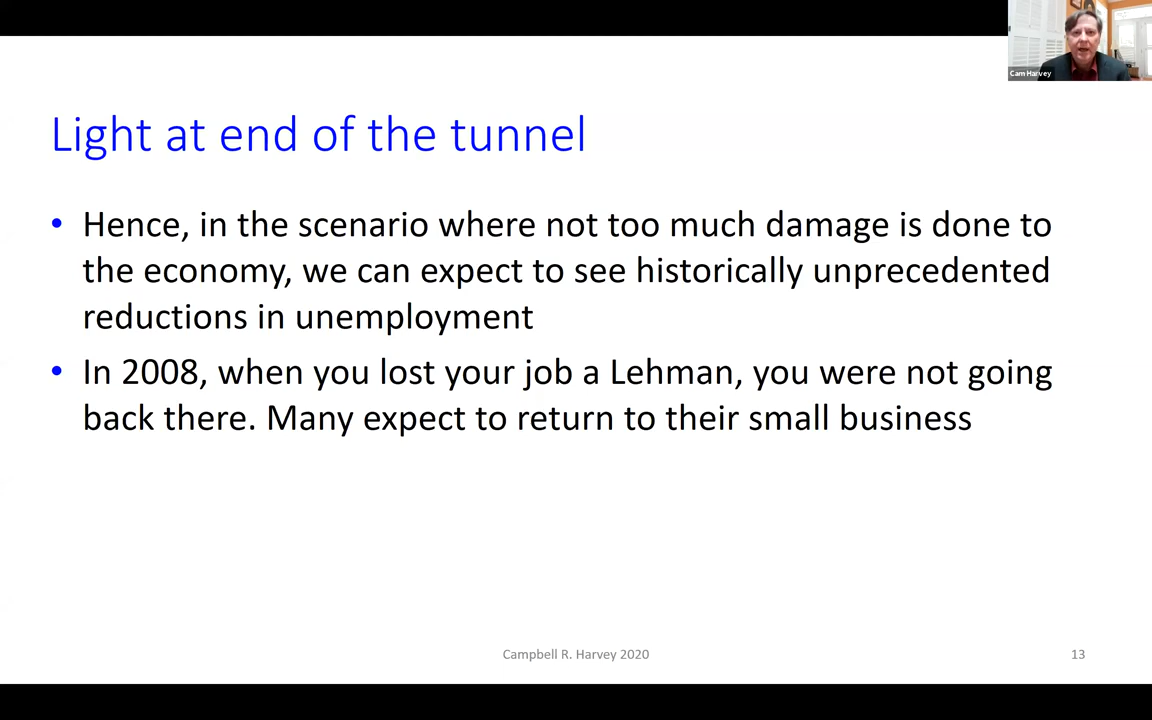 Cam Harvey
Light at end of the tunnel
• Hence, in the scenario where not too much damage is done to
the economy, we can expect to see historically unprecedented
reductions in unemployment
• In 2008, when you lost your job a Lehman, you were not going
back there. Many expect to return to their small business
Campbell R. Harvey 2020
13